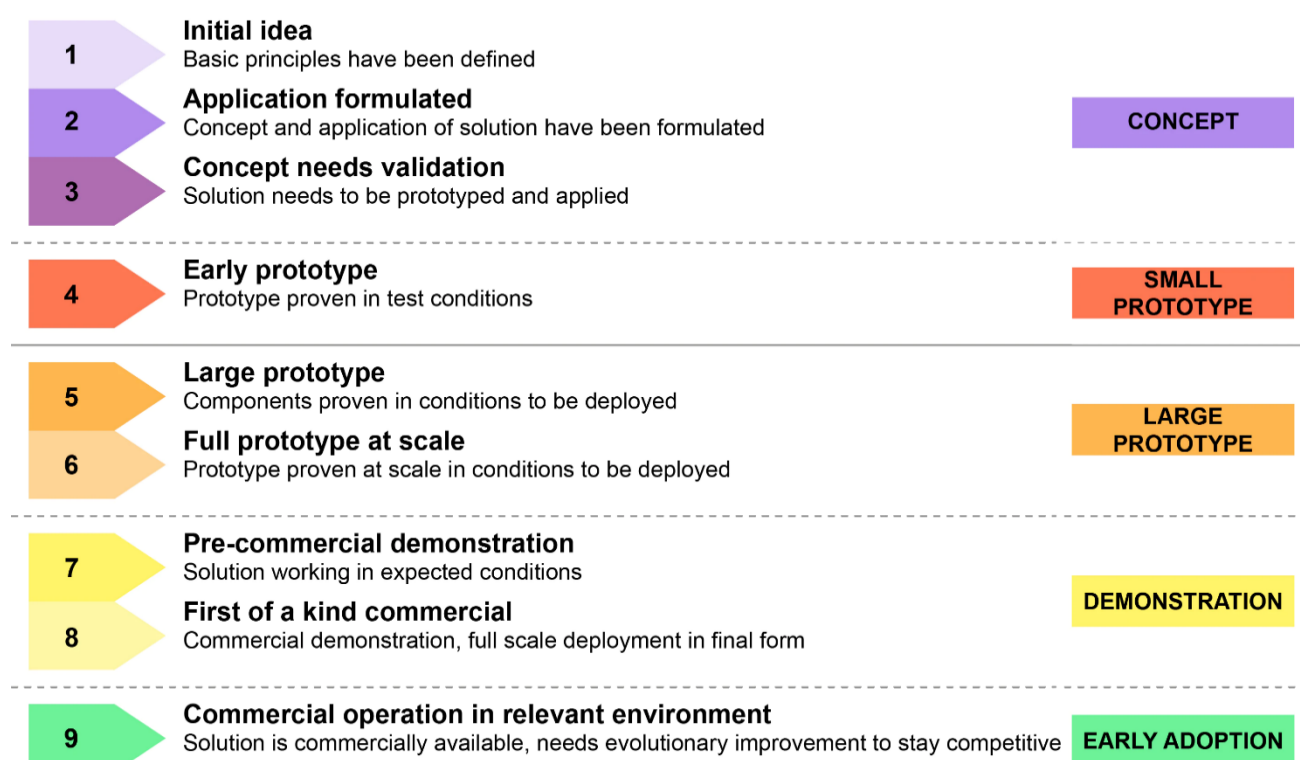 1
Initial idea
Basic principles have been defined
2
Application formulated
Concept and application of solution have been formulated
3
Concept needs validation
Solution needs to be prototyped and applied
CONCEPT
4
Early prototype
Prototype proven in test conditions
SMALL
PROTOTYPE
5
Large prototype
Components proven in conditions to be deployed
6
Full prototype at scale
Prototype proven at scale in conditions to be deployed
LARGE
PROTOTYPE
7
Pre-commercial demonstration
Solution working in expected conditions
8
First of a kind commercial
Commercial demonstration, full scale deployment in final form
DEMONSTRATION
9
Commercial operation in relevant environment
Solution is commercially available, needs evolutionary improvement to stay competitive
EARLY ADOPTION